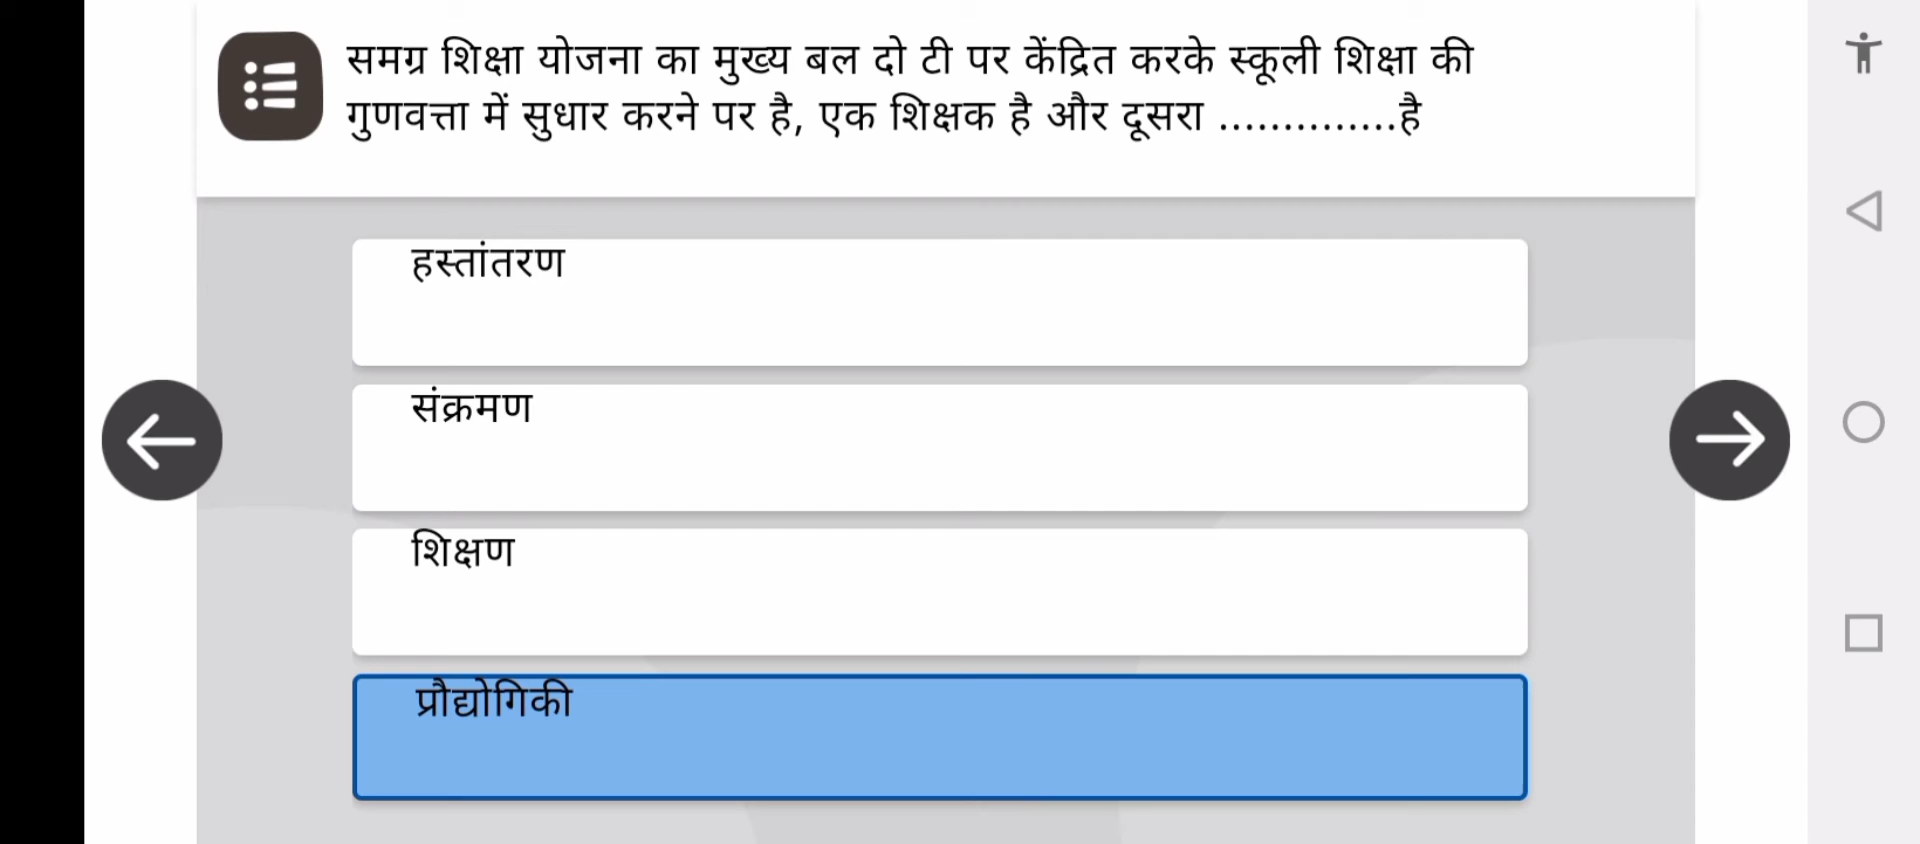 समग्र शिक्षा योजना का मुख्य बल दो टी पर केंद्रित करके स्कूली शिक्षा की
गुणवत्ता में सुधार करने पर है, एक शिक्षक है और दूसरा ..............है
हस्तांतरण
संक्रमण
शिक्षण
प्रौद्योगिकी